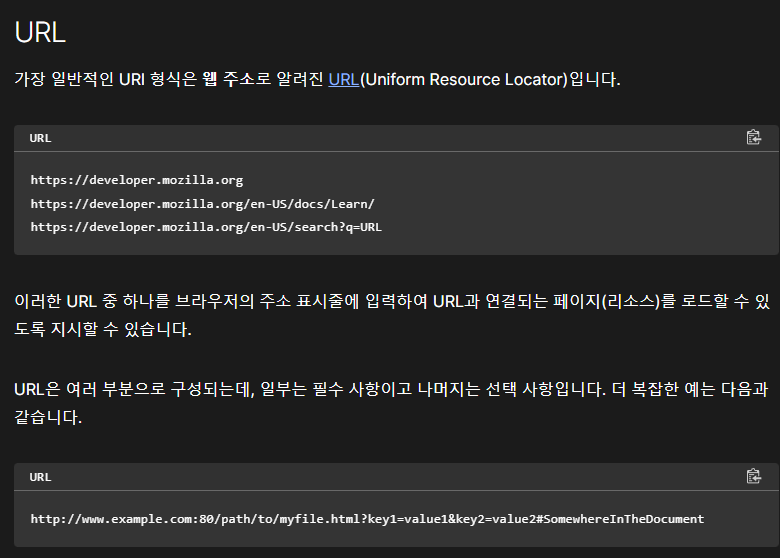 URL
가장 일반적인 URI 형식은 웹 주소로 알려진 URL(Uniform Resource Locator)입니다.
URL
https://developer.mozilla.org
https://developer.mozilla.org/en-US/docs/Learn/
https://developer.mozilla.org/en-US/search?q=URL
이러한 URL 중 하나를 브라우저의 주소 표시줄에 입력하여 URL과 연결되는 페이지(리소스)를 로드할 수 있
도록 지시할 수 있습니다.
URL은 여러 부분으로 구성되는데, 일부는 필수 사항이고 나머지는 선택 사항입니다. 더 복잡한 예는 다음과
같습니다.
URL
http://www.example.com:80/path/to/myfile.html?key1=value1&key2=value2#SomewhereInTheDocument